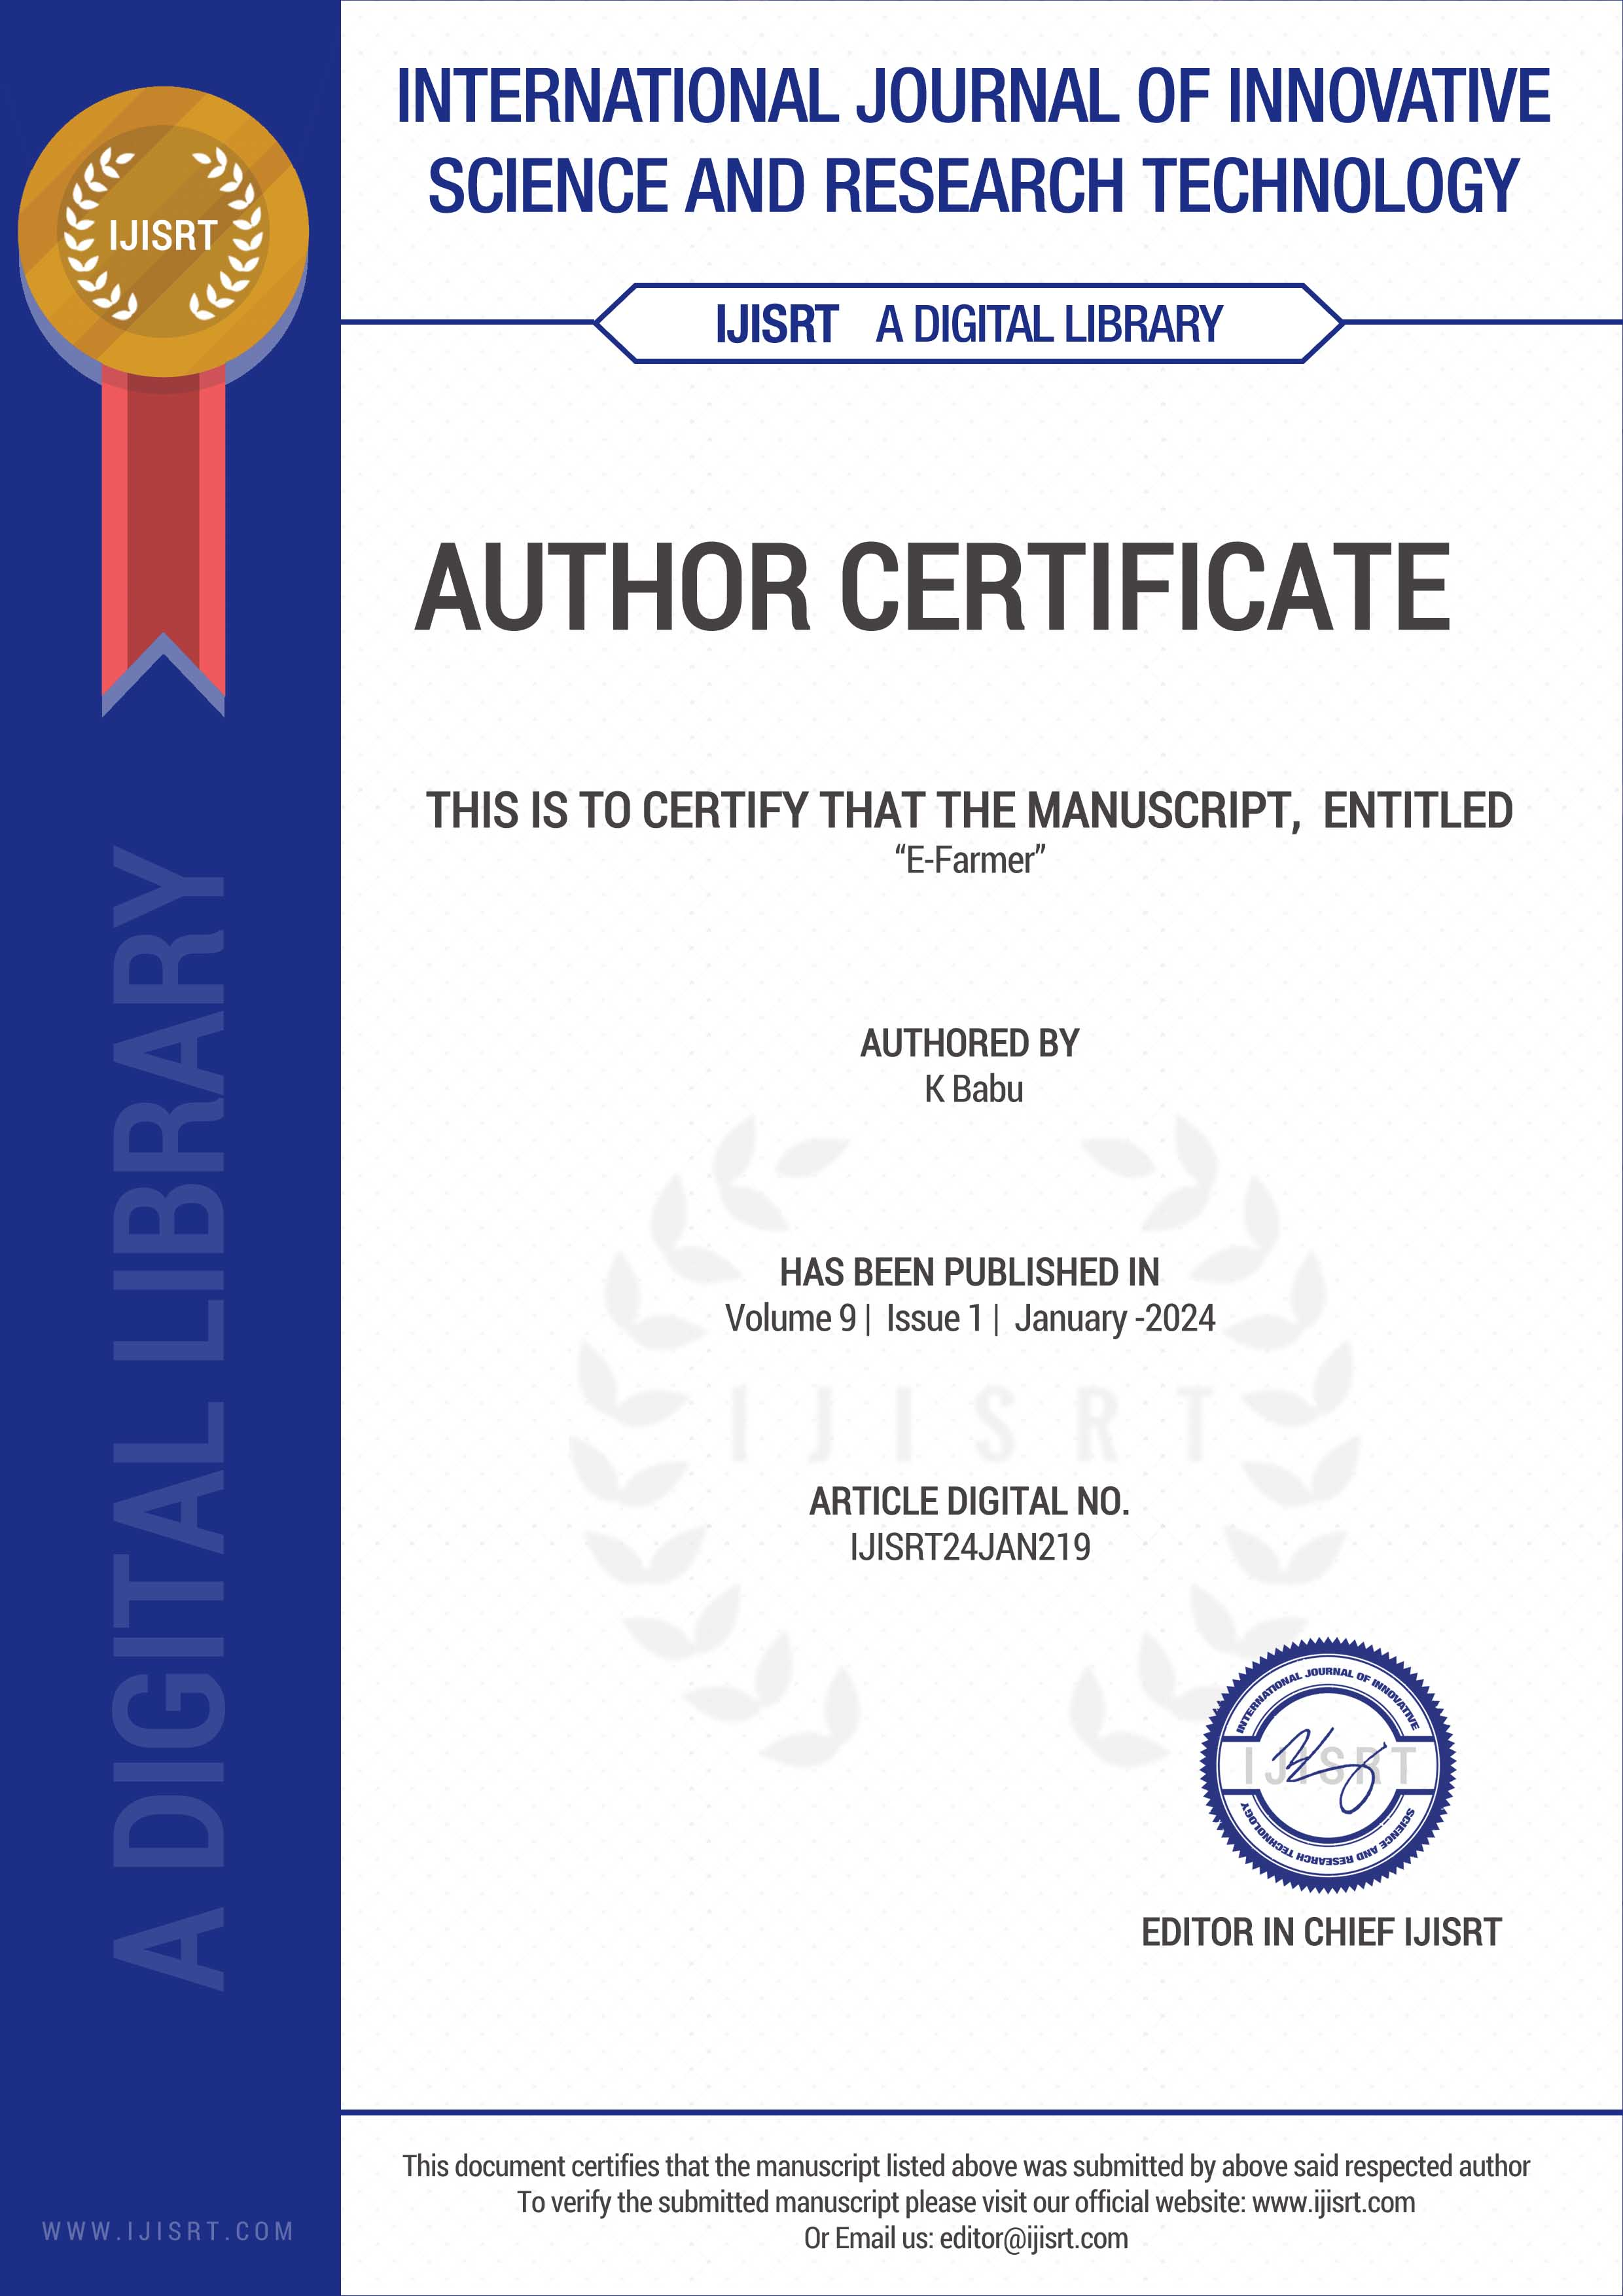 INTERNATIONAL JOURNAL OF INNOVATIVE
SCIENCE AND RESEARCH TECHNOLOGY
IJISRT
IJISRT A DIGITAL LIBRARY
AUTHOR CERTIFICATE
THIS IS TO CERTIFY THAT THE MANUSCRIPT, ENTITLED
“E-Farmer”
AUTHORED BY
K Babu
HAS BEEN PUBLISHED IN
Volume 9 | Issue 1 | January -2024
IJISRT
ARTICLE DIGITAL NO.
IJISRT24JAN219
INTERNATIONAL JOURNAL OF INNOVATIVE
IJISRT
SCIENCE AND RESEARCH TECHNOLOGY
EDITOR IN CHIEF IJISRT
A DIGITAL LIBRARY
This document certifies that the manuscript listed above was submitted by above said respected author
To verify the submitted manuscript please visit our official website: www.ijisrt.com
Or Email us: editor@ijisrt.com
WWW.IJISRT.COM